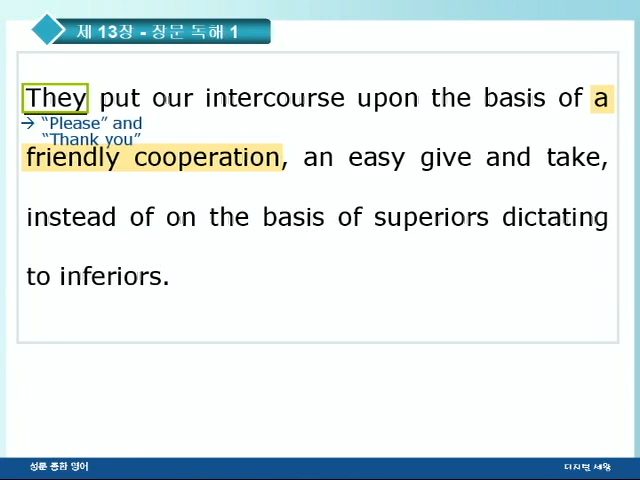 제 13장 - 장문 독해 1
They put our intercourse upon the basis of a
→ "Please" and
"Thank you"
friendly cooperation, an easy give and take,
instead of on the basis of superiors dictating
to inferiors.
성문 종합 영어
디지털 세광